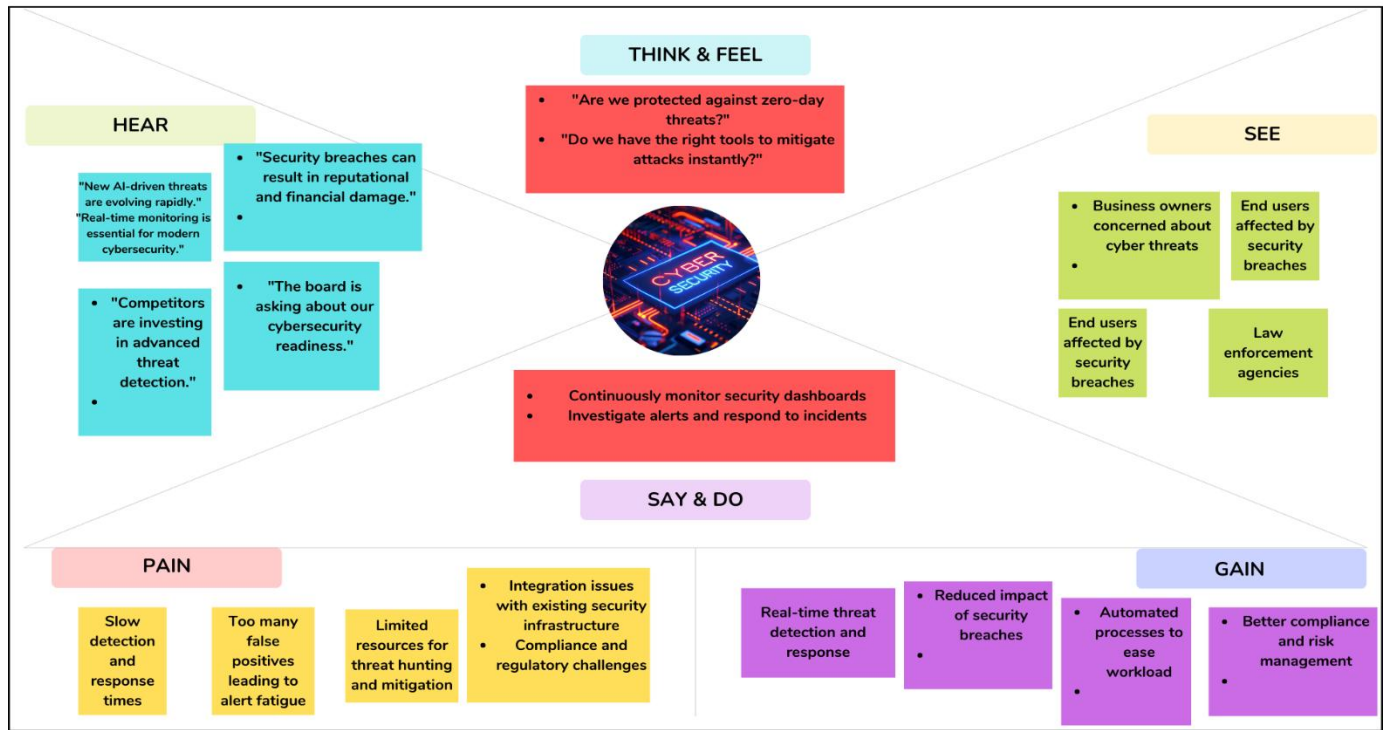 THINK & FEEL
• "Are we protected against zero-day
threats?"
• "Do we have the right tools to mitigate
attacks instantly?"
HEAR
"New AI-driven threats
are evolving rapidly."
"Real-time monitoring is
essential for modern
cybersecurity."
• "Security breaches can
result in reputational
and financial damage."
•
• "Competitors
are investing
in advanced
threat
detection."
•
• "The board is
asking about our
cybersecurity
readiness."
CYBER
SECURITY
SEE
• Business owners
concerned about
cyber threats
•
End users
affected by
security
breaches
End users
affected by
security
breaches
Law
enforcement
agencies
• Continuously monitor security dashboards
• Investigate alerts and respond to incidents
SAY & DO
PAIN
Slow
detection
and
response
times
Too many
false
positives
leading to
alert fatigue
Limited
resources for
threat hunting
and mitigation
• Integration issues
with existing security
infrastructure
• Compliance and
regulatory challenges
GAIN
Real-time threat
detection and
response
• Reduced impact
of security
breaches
•
• Automated
processes to
ease workload
•
• Better compliance
and risk
management
•